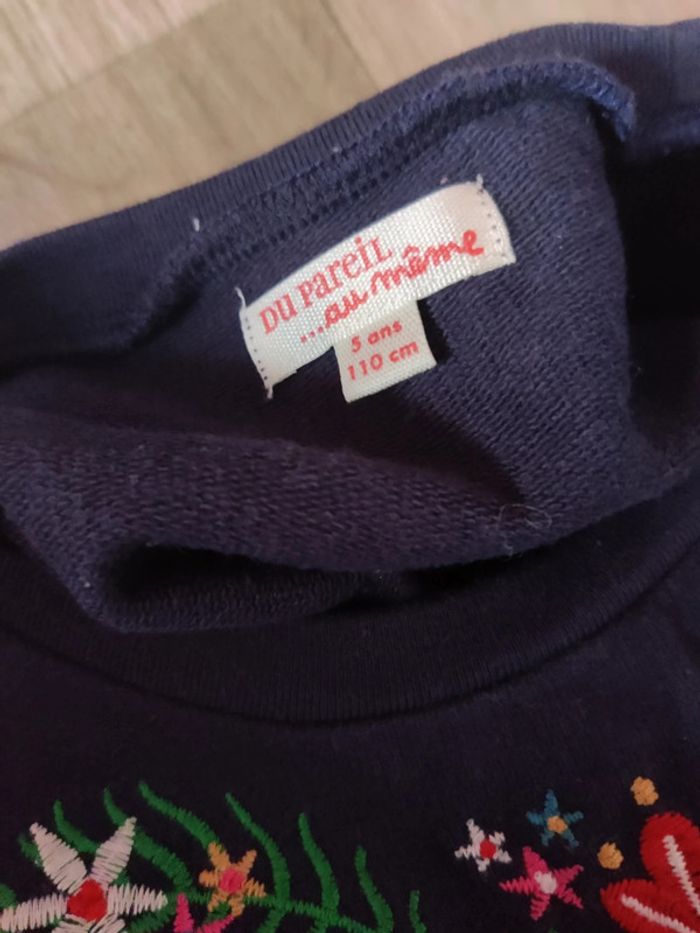 DU PAREIL
...au même
5 ans
110 cm